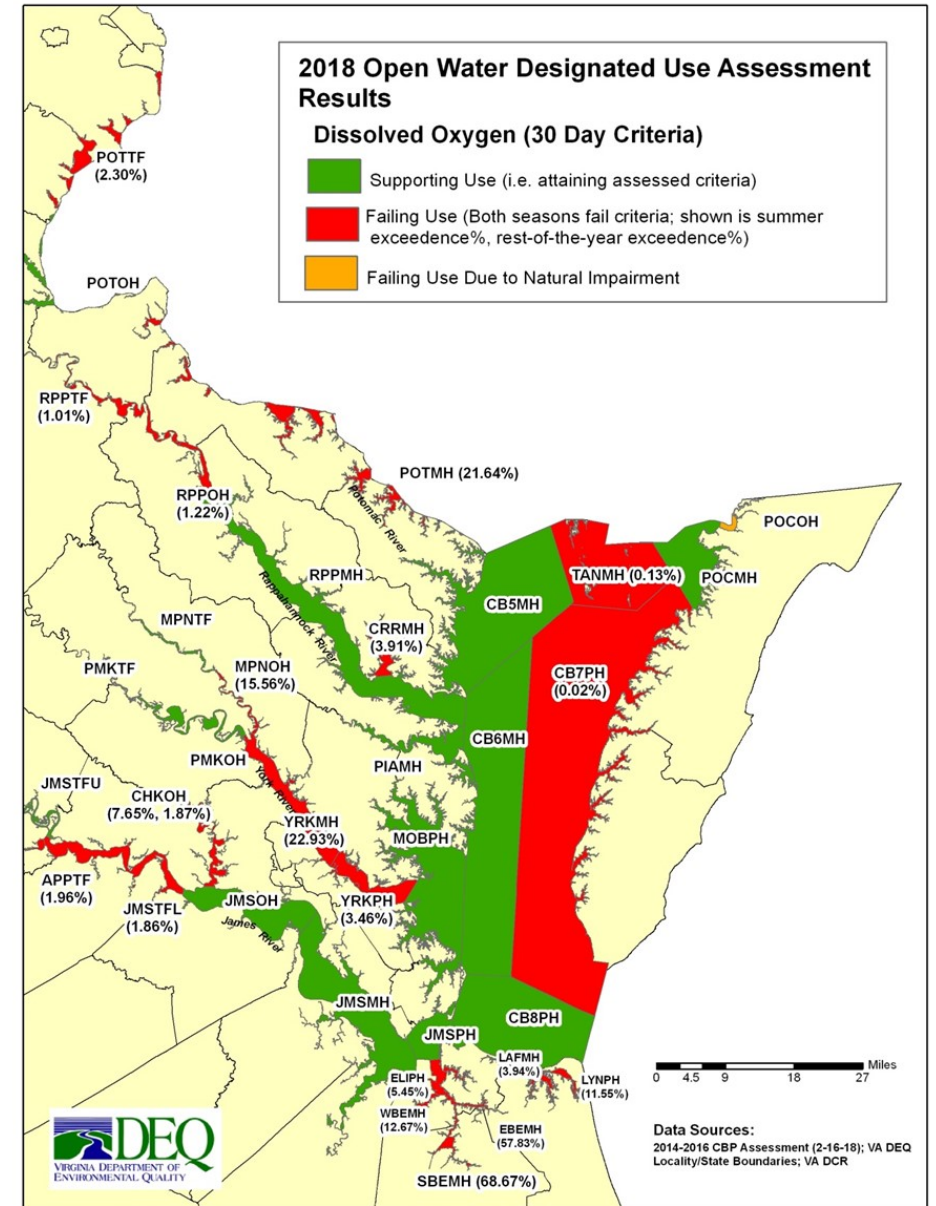 2018 Open Water Designated Use Assessment
Results
Dissolved Oxygen (30 Day Criteria)
Supporting Use (i.e. attaining assessed criteria)
Failing Use (Both seasons fail criteria; shown is summer
exceedence%, rest-of-the-year exceedence%)
Failing Use Due to Natural Impairment
POTTF
(2.30%)
POTOH
RPPTF
(1.01%)
POTMH (21.64%)
Potomac River
RPPOH
(1.22%)
POCOH
TANMH (0.13%)
POCMH
RPPMH
Rappahannock River
CB5MH
MPNTF
CRRMH
(3.91%)
PMKTF
MPNOH
(15.56%)
CB7PH
(0.02%)
CB6MH
PMKOH
PIAMH
York River
JMSTFU
CHKOH
(7.65%, 1.87%)
YRKMH
(22.93%)
MOBPH
APPTF
(1.96%)
JMSTFL
(1.86%)
JMSOH
James River
YRKPH
(3.46%)
JMSMH
CB8PH
JMSPH
LAFMH
(3.94%)
ELIPH
(5.45%)
LYNPH
(11.55%)
WBEMH
(12.67%)
EBEMH
(57.83%)
SBEMH (68.67%)
Miles
0 4.5 9 18 27
Data Sources:
2014-2016 CBP Assessment (2-16-18); VA DEQ
Locality/State Boundaries; VA DCR
DEQ
VIRGINIA DEPARTMENT OF
ENVIRONMENTAL QUALITY